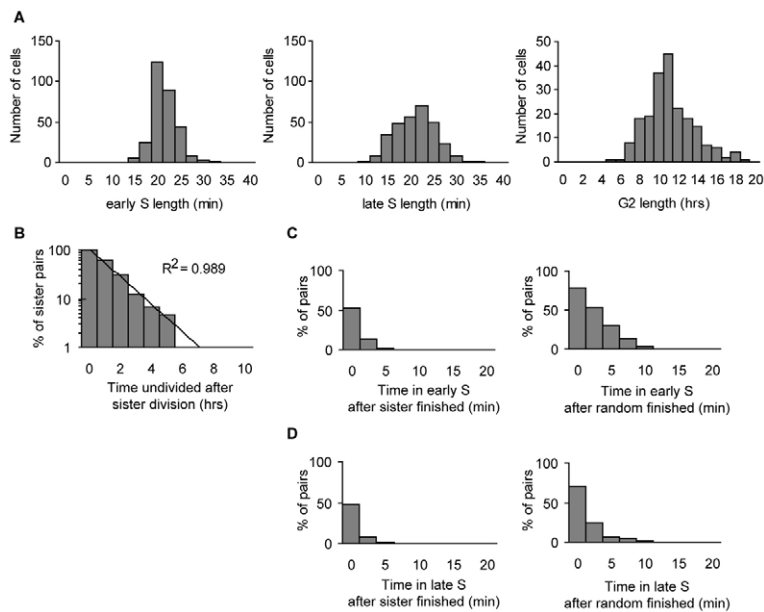 A
Number of cells
150
100
50
0
0 5 10 15 20 25 30 35 40
early S length (min)
Number of cells
150
100
50
0
0 5 10 15 20 25 30 35 40
late S length (min)
Number of cells
50
40
30
20
10
0
0 2 4 6 8 10 12 14 16 18 20
G2 length (hrs)
B
% of sister pairs
100
10
1
R2 = 0.989
0 2 4 6 8 10
Time undivided after
sister division (hrs)
C
% of pairs
100
50
0
0 5 10 15 20
Time in early S
after sister finished (min)
% of pairs
100
50
0
0 5 10 15 20
Time in early S
after random finished (min)
D
% of pairs
100
50
0
0 5 10 15 20
Time in late S
after sister finished (min)
% of pairs
100
50
0
0 5 10 15 20
Time in late S
after random finished (min)